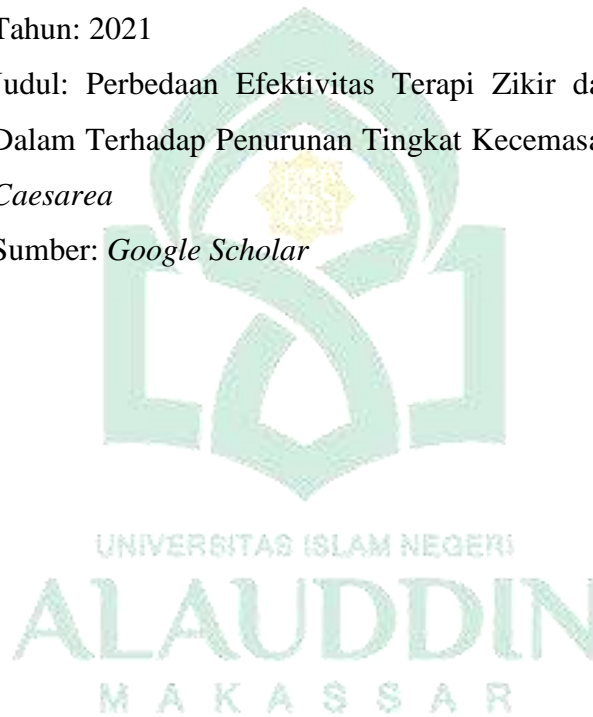 Tahun: 2021
Judul: Perbedaan Efektivitas Terapi Zikir da
Dalam Terhadap Penurunan Tingkat Kecemasa
Caesarea
Sumber: Google Scholar
UNIVERSITAS ISLAM NEGERI
ALAUDDIN
MAKASSAR